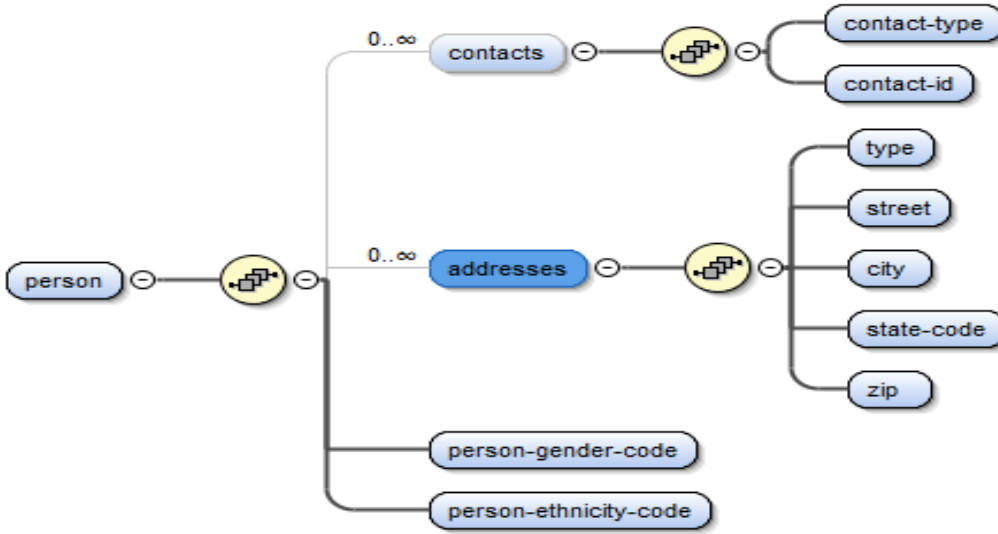 contact-type
0..∞
contacts
contact-id
type
street
0..∞
addresses
city
person
state-code
zip
person-gender-code
person-ethnicity-code